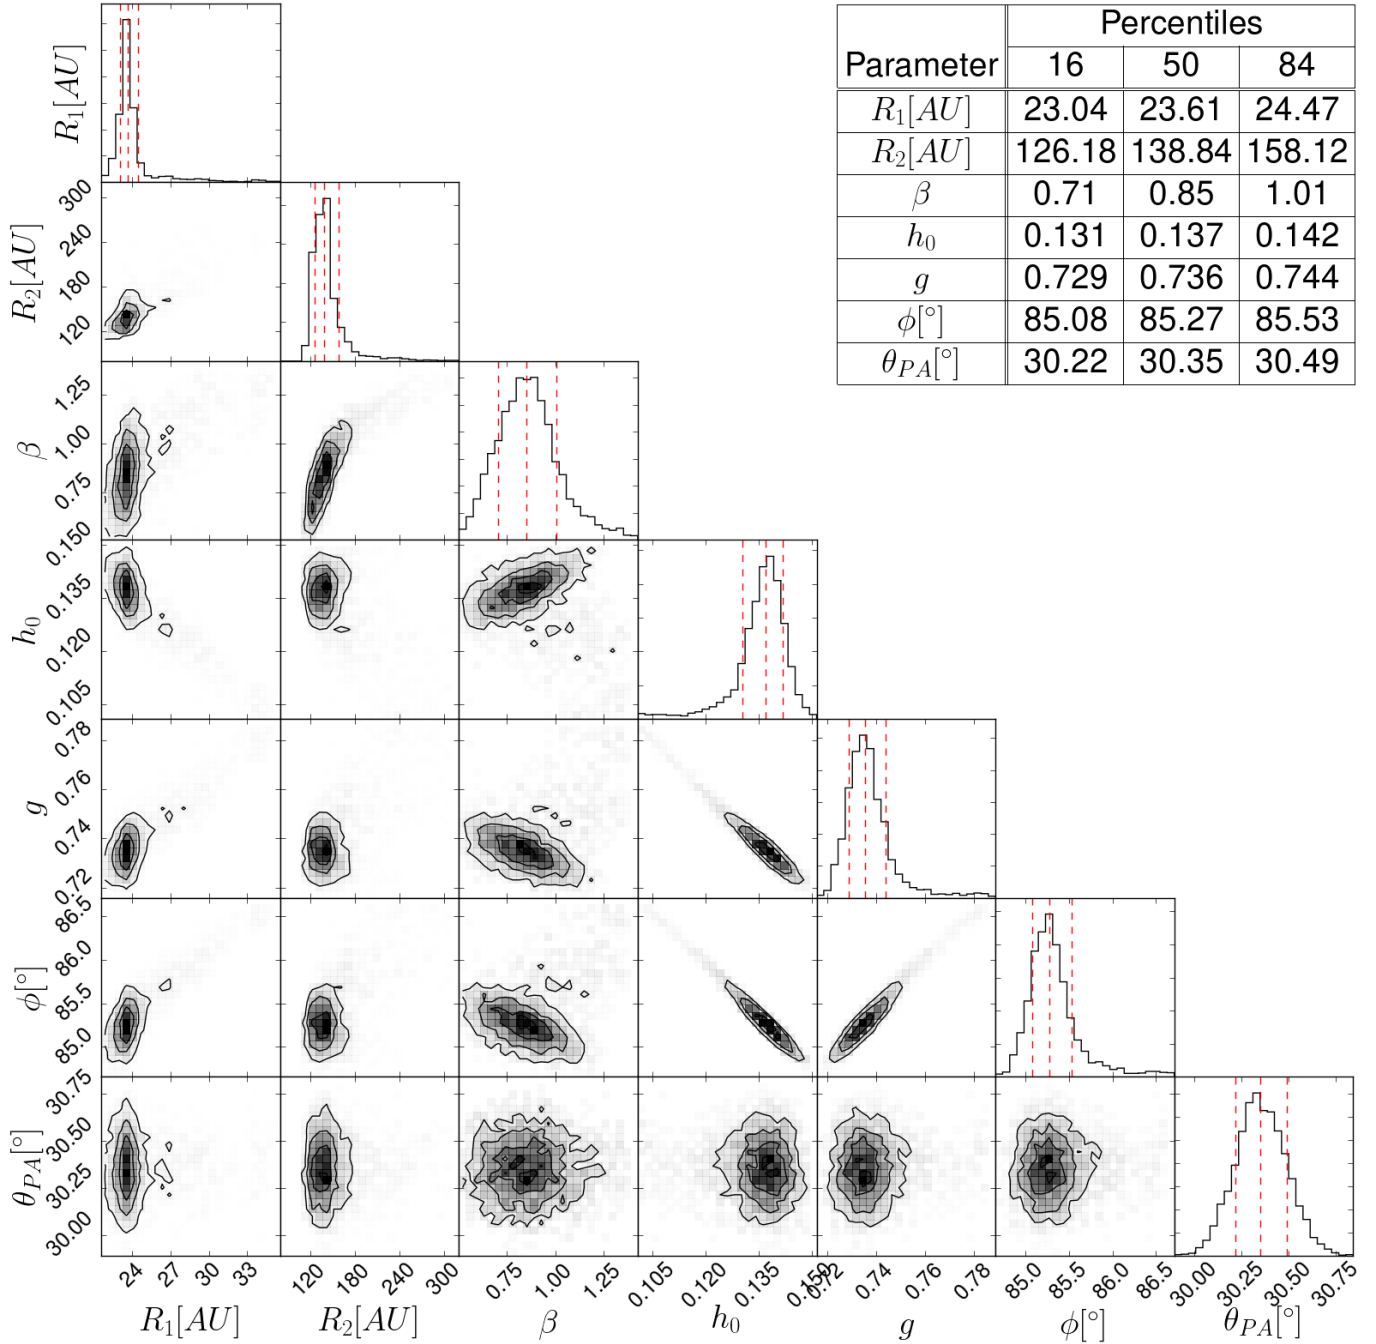 Percentiles
Parameter 16 50 84
R₁[AU] 23.04 23.61 24.47
R₂[AU] 126.18 138.84 158.12
β 0.71 0.85 1.01
h₀ 0.131 0.137 0.142
g 0.729 0.736 0.744
ϕ[°] 85.08 85.27 85.53
θ_PA[°] 30.22 30.35 30.49
R₁[AU]
R₂[AU]
300
240
180
120
β
1.25
1.00
0.75
0.50
h₀
0.150
0.135
0.120
0.105
g
0.78
0.76
0.74
0.72
ϕ[°]
86.5
86.0
85.5
85.0
θ_PA[°]
30.75
30.50
30.25
30.00
24 27 30 33
120 180 240 300
0.75 1.00 1.25
0.105 0.120 0.135 0.150
0.72 0.74 0.76 0.78
85.0 85.5 86.0 86.5
30.00 30.25 30.50 30.75
R₁[AU] R₂[AU] β h₀ g ϕ[°] θ_PA[°]